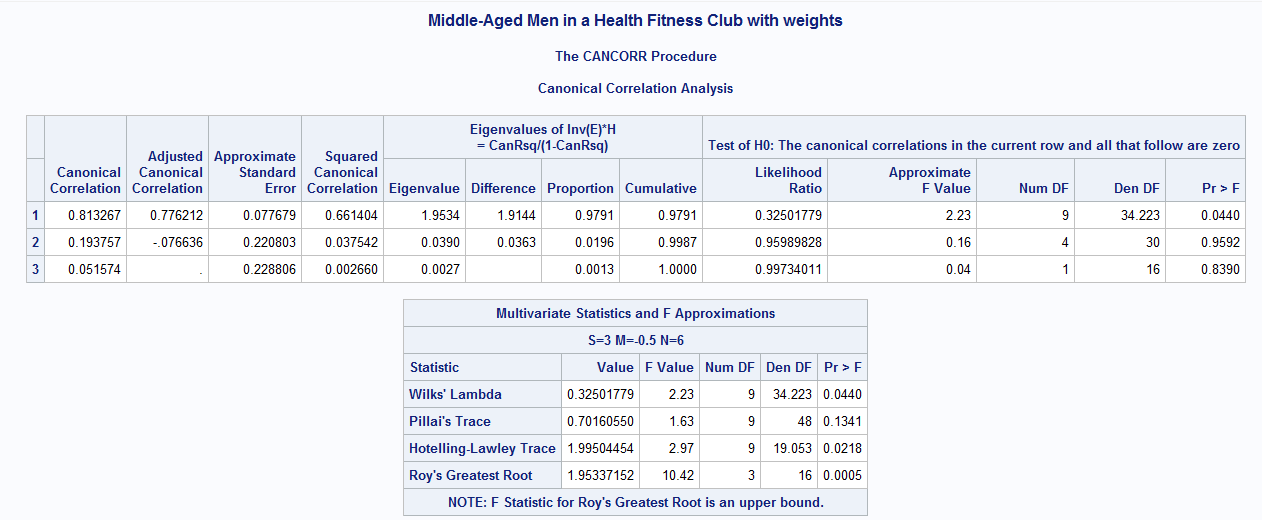 Middle-Aged Men in a Health Fitness Club with weights
The CANCORR Procedure
Canonical Correlation Analysis
Eigenvalues of Inv(E)*H
= CanRsq/(1-CanRsq)
Test of H0: The canonical correlations in the current row and all that follow are zero
Adjusted Approximate Squared
Canonical Canonical Standard Canonical Likelihood Approximate
Correlation Correlation Error Correlation Eigenvalue Difference Proportion Cumulative Ratio F Value Num DF Den DF Pr > F
1 0.813267 0.776212 0.077679 0.661404 1.9534 1.9144 0.9791 0.9791 0.32501779 2.23 9 34.223 0.0440
2 0.193757 -.076636 0.220803 0.037542 0.0390 0.0363 0.0196 0.9987 0.95989828 0.16 4 30 0.9592
3 0.051574 . 0.228806 0.002660 0.0027 0.0013 1.0000 0.99734011 0.04 1 16 0.8390
Multivariate Statistics and F Approximations
S=3 M=-0.5 N=6
Statistic Value F Value Num DF Den DF Pr > F
Wilks' Lambda 0.32501779 2.23 9 34.223 0.0440
Pillai's Trace 0.70160550 1.63 9 48 0.1341
Hotelling-Lawley Trace 1.99504454 2.97 9 19.053 0.0218
Roy's Greatest Root 1.95337152 10.42 3 16 0.0005
NOTE: F Statistic for Roy's Greatest Root is an upper bound.